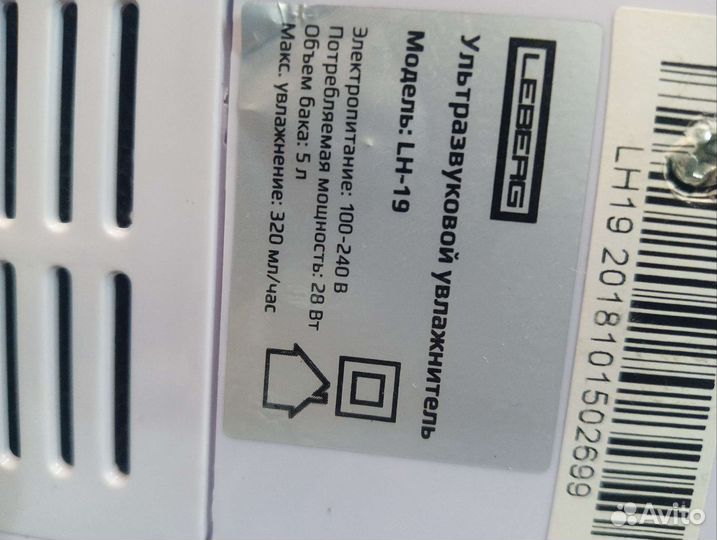 LEBERG
Ультразвуковой увлажнитель
Модель: LH-19
Электропитание: 100-240 В
Потребляемая мощность: 28 Вт
Объем бака: 5 л
Макс. увлажнение: 320 мл/час
LH19 2018101502699
Avito